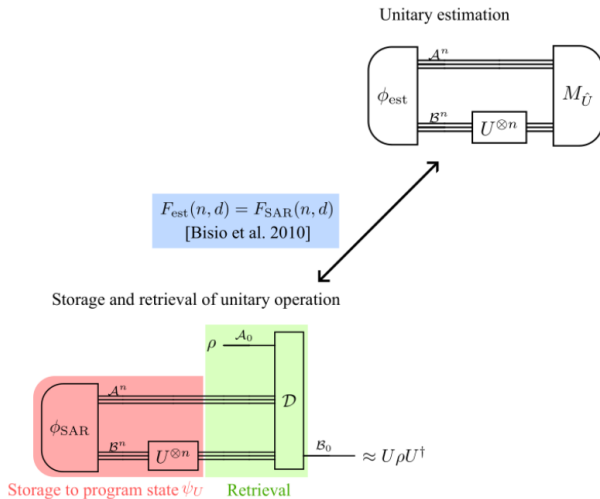 Unitary estimation
𝒜ⁿ
ϕ_est
M_Û
ℬⁿ
U^⊗n
F_est(n, d) = F_SAR(n, d)
[Bisio et al. 2010]
Storage and retrieval of unitary operation
ρ
𝒜₀
𝒜ⁿ
𝒟
ϕ_SAR
ℬⁿ
U^⊗n
ℬ₀
≈ UρU†
Storage to program state ψ_U
Retrieval